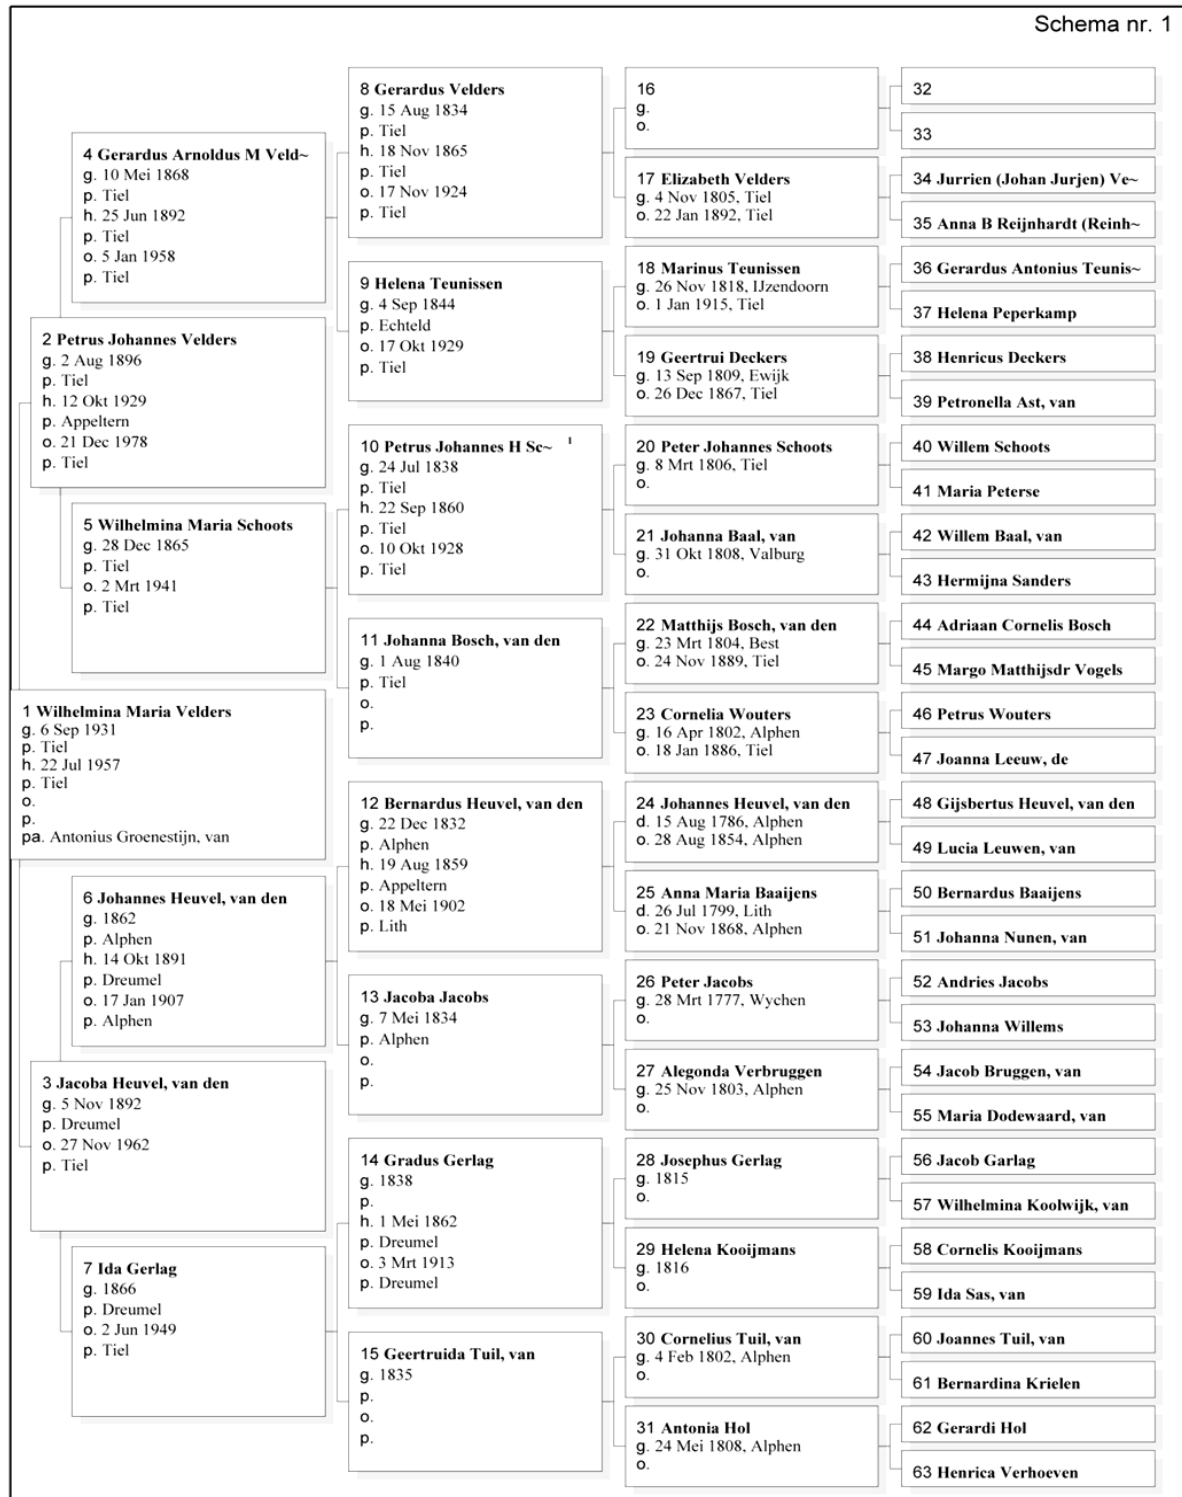 Schema nr. 1
1 Wilhelmina Maria Velders
g. 6 Sep 1931
p. Tiel
h. 22 Jul 1957
p. Tiel
o.
p.
pa. Antonius Groenestijn, van
2 Petrus Johannes Velders
g. 2 Aug 1896
p. Tiel
h. 12 Okt 1929
p. Appeltern
o. 21 Dec 1978
p. Tiel
3 Jacoba Heuvel, van den
g. 5 Nov 1892
p. Dreumel
o. 27 Nov 1962
p. Tiel
4 Gerardus Arnoldus M Veld~
g. 10 Mei 1868
p. Tiel
h. 25 Jun 1892
p. Tiel
o. 5 Jan 1958
p. Tiel
5 Wilhelmina Maria Schoots
g. 28 Dec 1865
p. Tiel
o. 2 Mrt 1941
p. Tiel
6 Johannes Heuvel, van den
g. 1862
p. Alphen
h. 14 Okt 1891
p. Dreumel
o. 17 Jan 1907
p. Alphen
7 Ida Gerlag
g. 1866
p. Dreumel
o. 2 Jun 1949
p. Tiel
8 Gerardus Velders
g. 15 Aug 1834
p. Tiel
h. 18 Nov 1865
p. Tiel
o. 17 Nov 1924
p. Tiel
9 Helena Teunissen
g. 4 Sep 1844
p. Echteld
o. 17 Okt 1929
p. Tiel
10 Petrus Johannes H Sc~ 1
g. 24 Jul 1838
p. Tiel
h. 22 Sep 1860
p. Tiel
o. 10 Okt 1928
p. Tiel
11 Johanna Bosch, van den
g. 1 Aug 1840
p. Tiel
o.
p.
12 Bernardus Heuvel, van den
g. 22 Dec 1832
p. Alphen
h. 19 Aug 1859
p. Appeltern
o. 18 Mei 1902
p. Lith
13 Jacoba Jacobs
g. 7 Mei 1834
p. Alphen
o.
p.
14 Gradus Gerlag
g. 1838
p.
h. 1 Mei 1862
p. Dreumel
o. 3 Mrt 1913
p. Dreumel
15 Geertruida Tuil, van
g. 1835
p.
o.
p.
16
g.
o.
17 Elizabeth Velders
g. 4 Nov 1805, Tiel
o. 22 Jan 1892, Tiel
18 Marinus Teunissen
g. 26 Nov 1818, IJzendoorn
o. 1 Jan 1915, Tiel
19 Geertrui Deckers
g. 13 Sep 1809, Ewijk
o. 26 Dec 1867, Tiel
20 Peter Johannes Schoots
g. 8 Mrt 1806, Tiel
o.
21 Johanna Baal, van
g. 31 Okt 1808, Valburg
o.
22 Matthijs Bosch, van den
g. 23 Mrt 1804, Best
o. 24 Nov 1889, Tiel
23 Cornelia Wouters
g. 16 Apr 1802, Alphen
o. 18 Jan 1886, Tiel
24 Johannes Heuvel, van den
d. 15 Aug 1786, Alphen
o. 28 Aug 1854, Alphen
25 Anna Maria Baaijens
d. 26 Jul 1799, Lith
o. 21 Nov 1868, Alphen
26 Peter Jacobs
g. 28 Mrt 1777, Wychen
o.
27 Alegonda Verbruggen
g. 25 Nov 1803, Alphen
o.
28 Josephus Gerlag
g. 1815
o.
29 Helena Kooijmans
g. 1816
o.
30 Cornelius Tuil, van
g. 4 Feb 1802, Alphen
o.
31 Antonia Hol
g. 24 Mei 1808, Alphen
o.
32
33
34 Jurrien (Johan Jurjen) Ve~
35 Anna B Reijnhardt (Reinh~
36 Gerardus Antonius Teunis~
37 Helena Peperkamp
38 Henricus Deckers
39 Petronella Ast, van
40 Willem Schoots
41 Maria Peterse
42 Willem Baal, van
43 Hermijna Sanders
44 Adriaan Cornelis Bosch
45 Margo Matthijsdr Vogels
46 Petrus Wouters
47 Joanna Leeuw, de
48 Gijsbertus Heuvel, van den
49 Lucia Leuwen, van
50 Bernardus Baaijens
51 Johanna Nunen, van
52 Andries Jacobs
53 Johanna Willems
54 Jacob Bruggen, van
55 Maria Dodewaard, van
56 Jacob Garlag
57 Wilhelmina Koolwijk, van
58 Cornelis Kooijmans
59 Ida Sas, van
60 Joannes Tuil, van
61 Bernardina Krielen
62 Gerardi Hol
63 Henrica Verhoeven